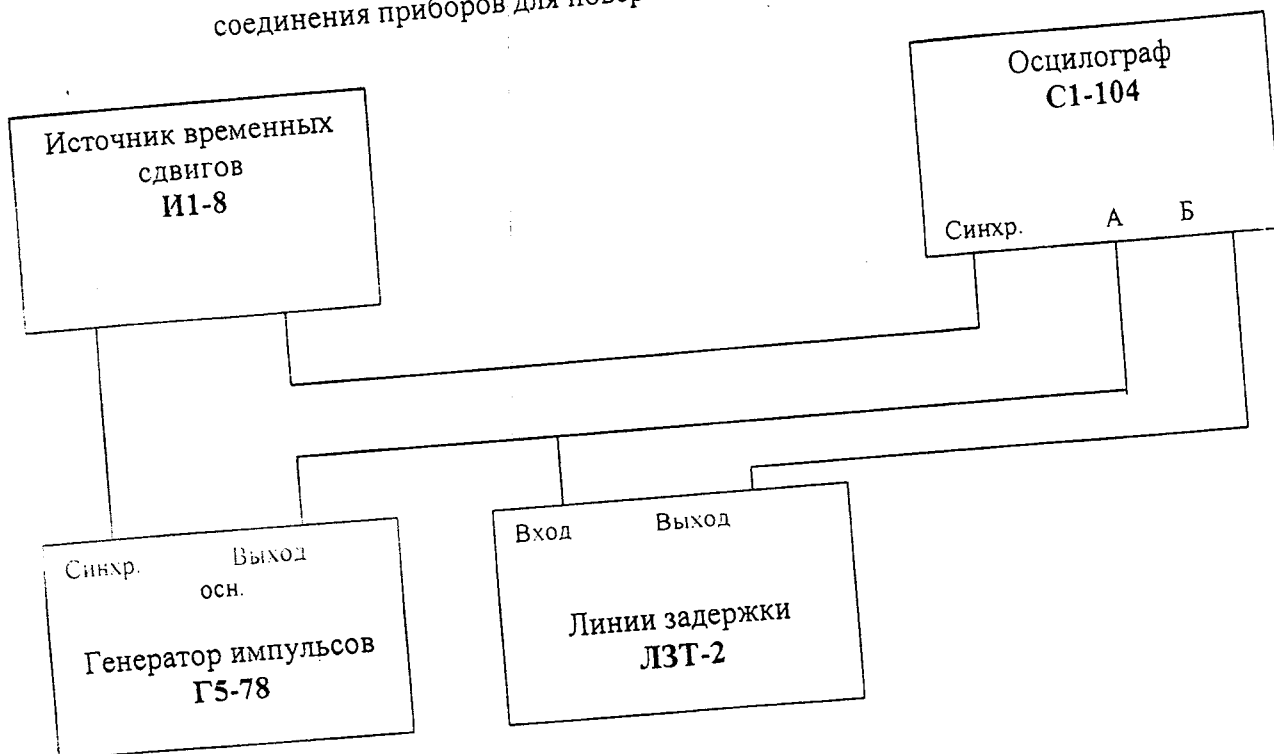 соединения приборов для
Осцилограф
С1-104
Синхр. А Б
Источник временных
сдвигов
И1-8
Синхр. Выход
осн.
Генератор импульсов
Г5-78
Вход Выход
Линии задержки
ЛЗТ-2